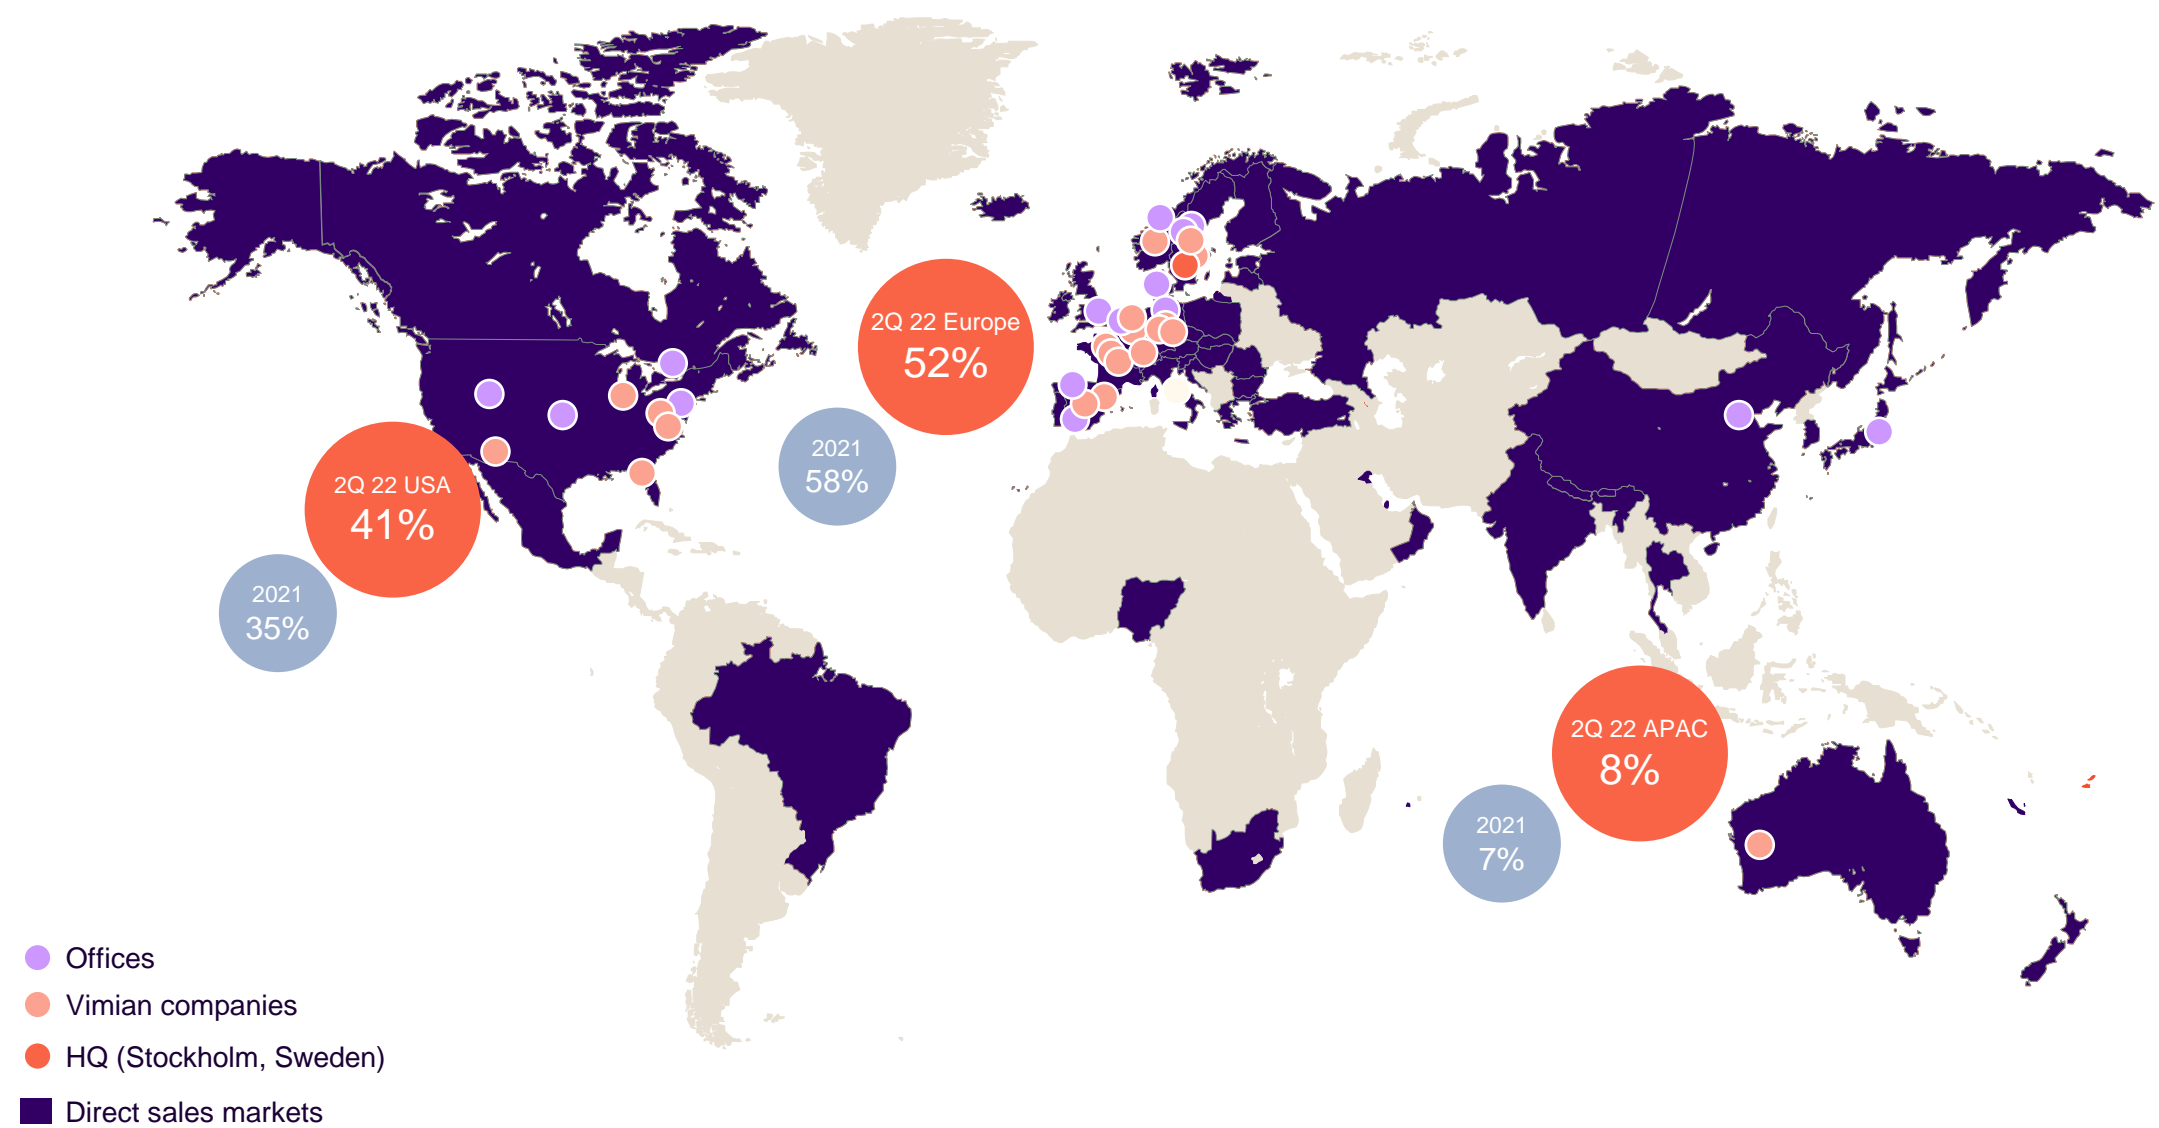 2Q 22 Europe
52%
2021
58%
2Q 22 USA
41%
2021
35%
2Q 22 APAC
8%
2021
7%
Offices
Vimian companies
HQ (Stockholm, Sweden)
Direct sales markets